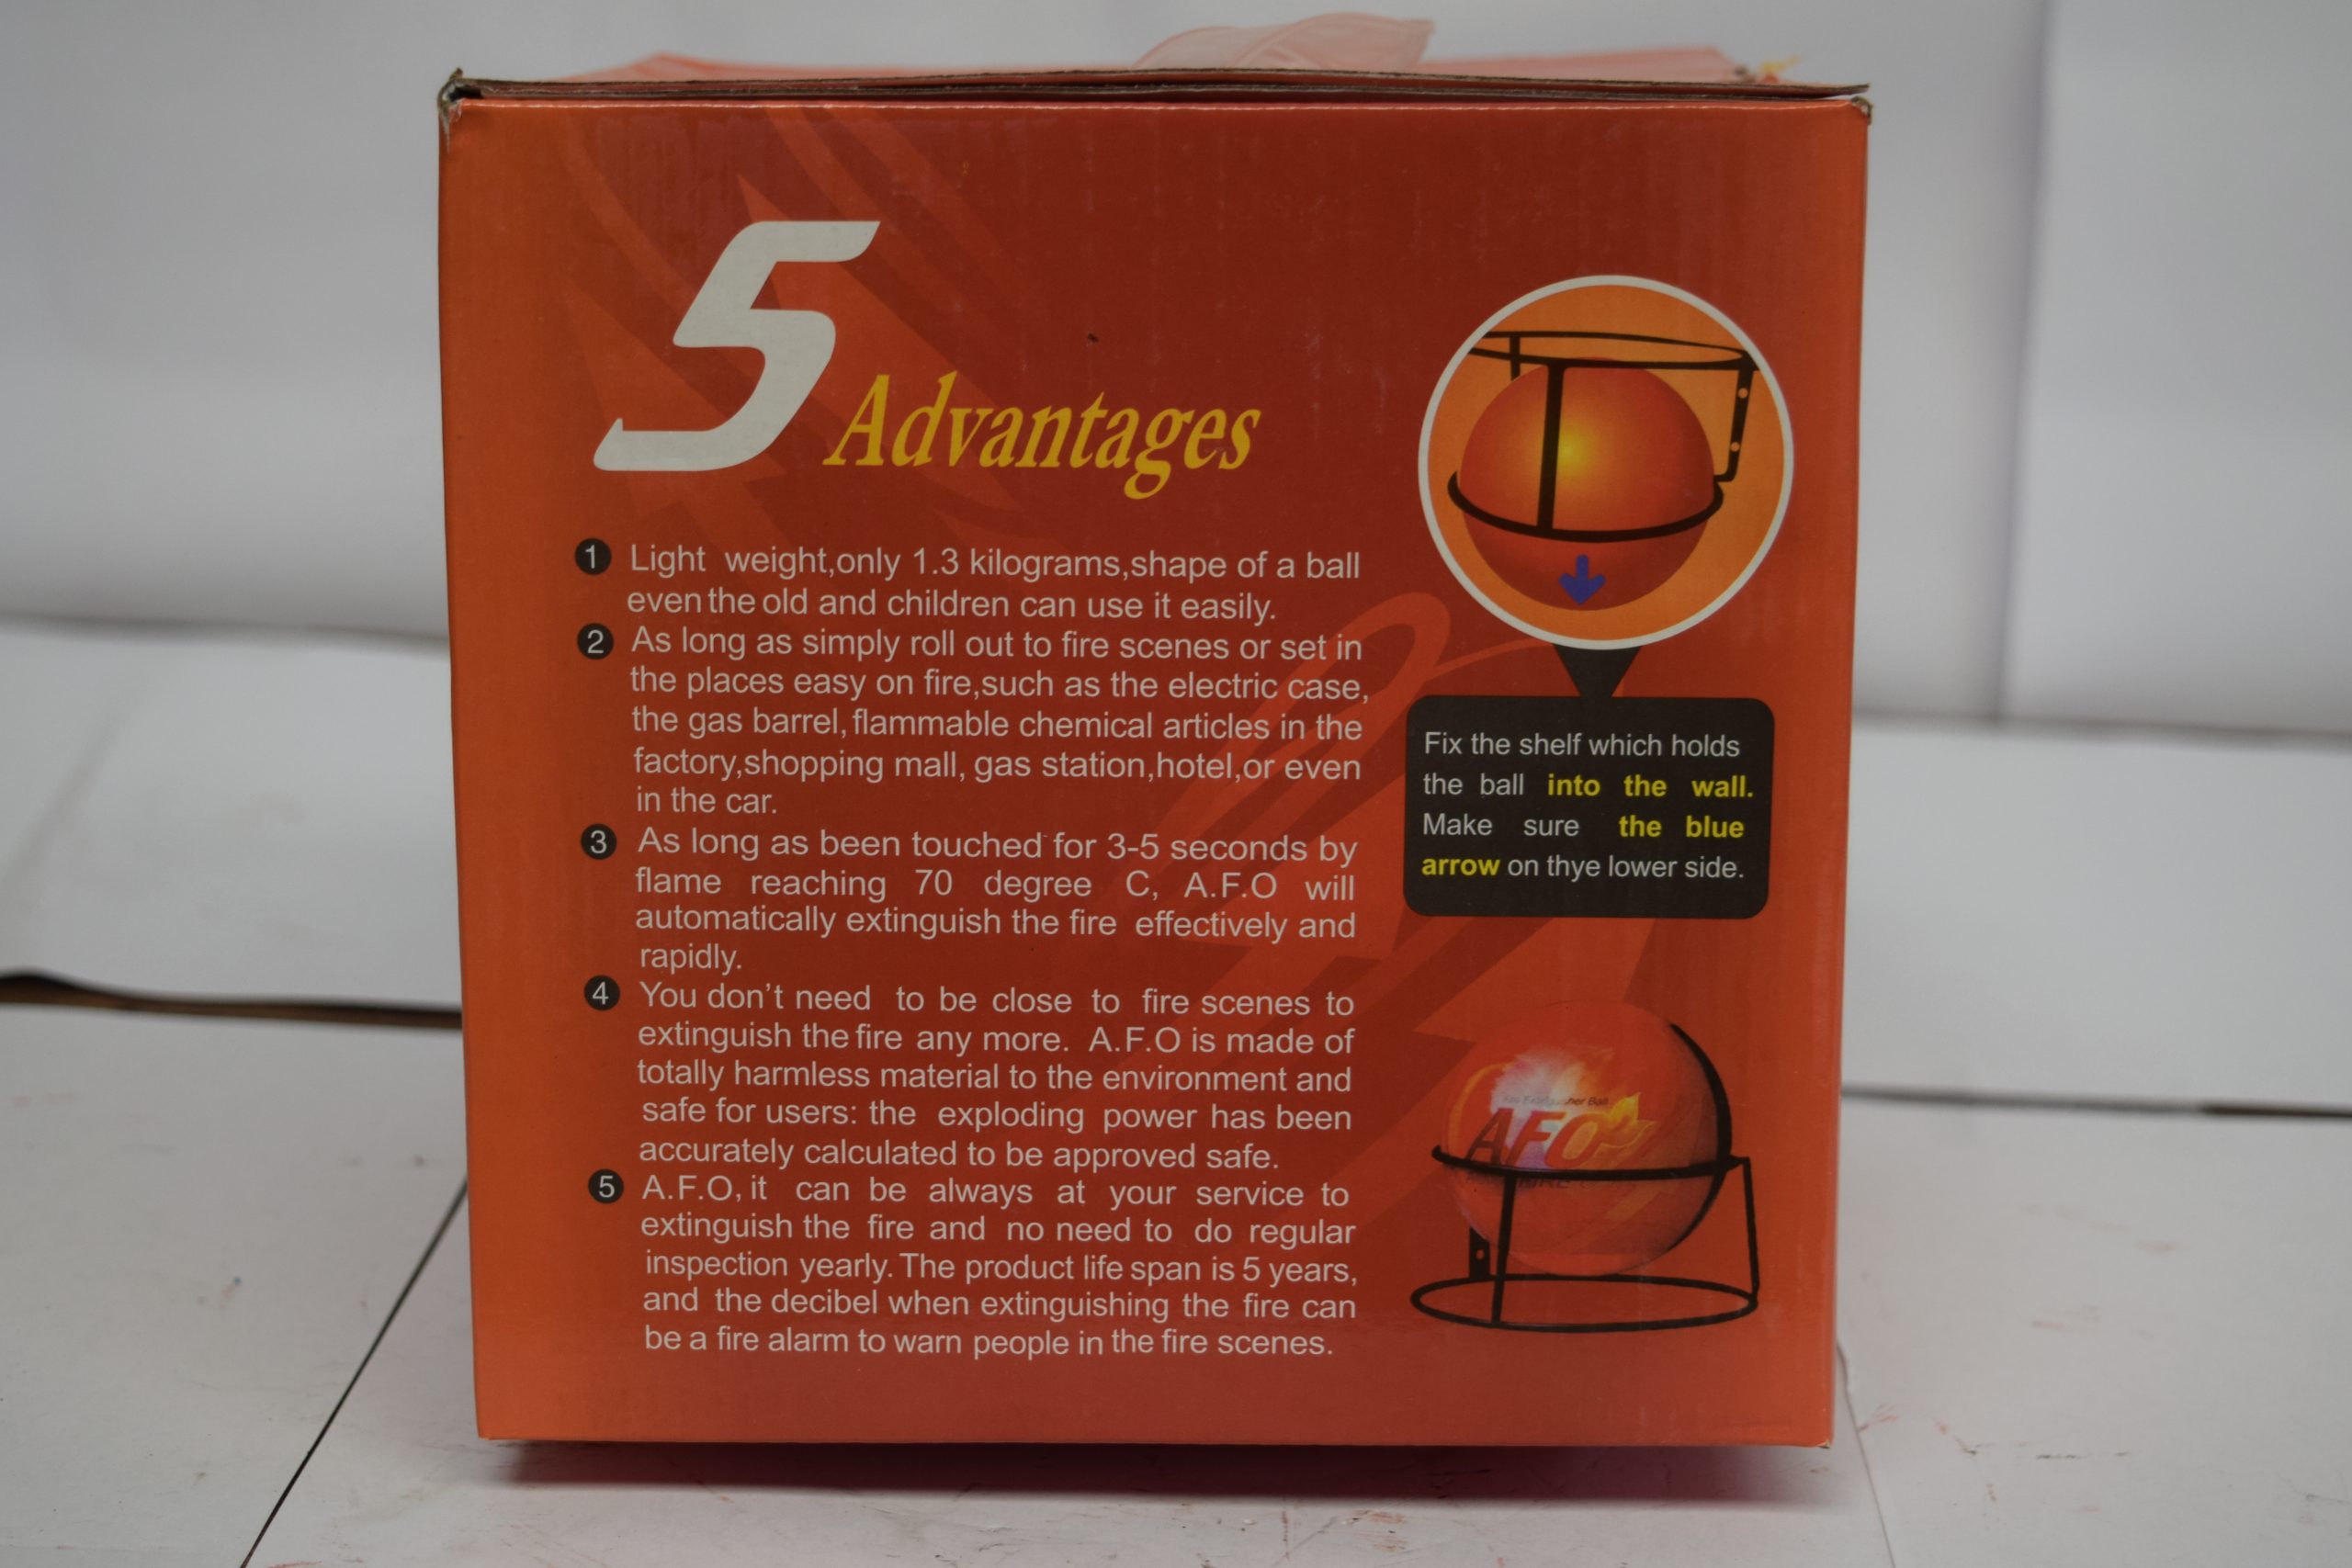 5 Advantages
1 Light weight,only 1.3 kilograms,shape of a ball
even the old and children can use it easily.
2 As long as simply roll out to fire scenes or set in
the places easy on fire,such as the electric case,
the gas barrel,flammable chemical articles in the
factory,shopping mall, gas station,hotel,or even
in the car.
3 As long as been touched for 3-5 seconds by
flame reaching 70 degree C, A.F.O will
automatically extinguish the fire effectively and
rapidly.
4 You don't need to be close to fire scenes to
extinguish the fire any more. A.F.O is made of
totally harmless material to the environment and
safe for users: the exploding power has been
accurately calculated to be approved safe.
5 A.F.O, it can be always at your service to
extinguish the fire and no need to do regular
inspection yearly. The product life span is 5 years,
and the decibel when extinguishing the fire can
be a fire alarm to warn people in the fire scenes.
Fix the shelf which holds
the ball into the wall.
Make sure the blue
arrow on thye lower side.
Extinguisher Ball
AFO